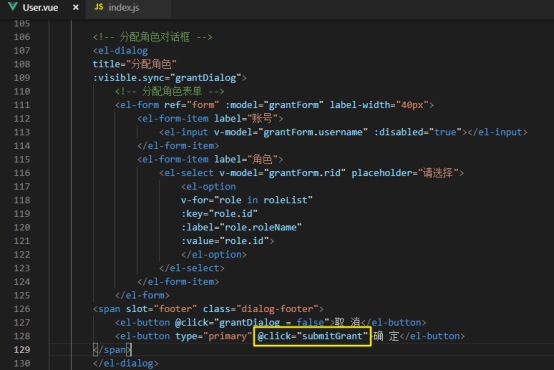 User.vue × JS index.js
105
106 <!-- 分配角色对话框 -->
107 <el-dialog
108 title="分配角色"
109 :visible.sync="grantDialog">
110 <!-- 分配角色表单 -->
111 <el-form ref="form" :model="grantForm" label-width="40px">
112 <el-form-item label="账号">
113 <el-input v-model="grantForm.username" :disabled="true"></el-input>
114 </el-form-item>
115 <el-form-item label="角色">
116 <el-select v-model="grantForm.rid" placeholder="请选择">
117 <el-option
118 v-for="role in roleList"
119 :key="role.id"
120 :label="role.roleName"
121 :value="role.id">
122 </el-option>
123 </el-select>
124 </el-form-item>
125 </el-form>
126 <span slot="footer" class="dialog-footer">
127 <el-button @click="grantDialog = false">取 消</el-button>
128 <el-button type="primary" @click="submitGrant" 确 定</el-button>
129 </span>
130 </el-dialog>